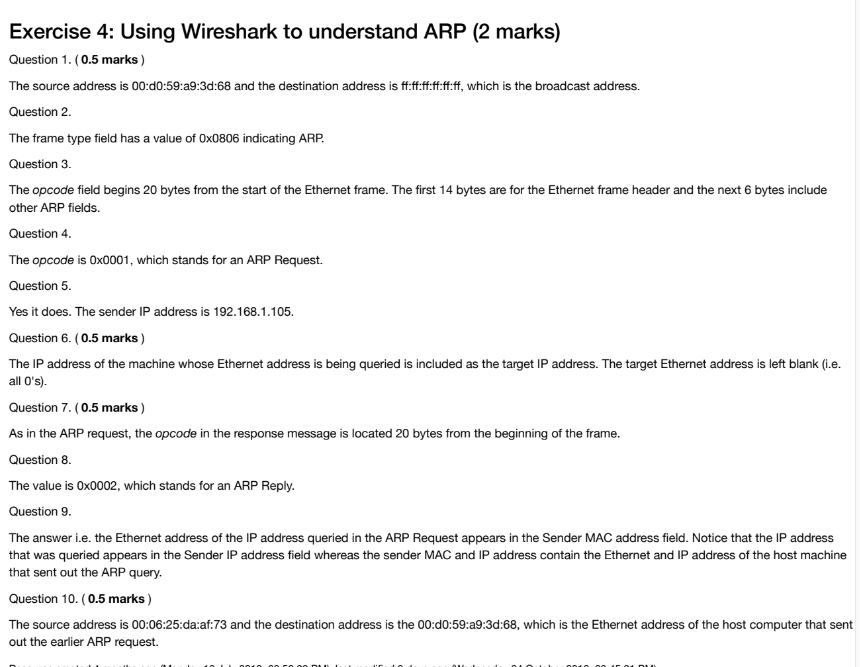 Exercise 4: Using Wireshark to understand ARP (2 marks)
Question 1. ( 0.5 marks )
The source address is 00:d0:59:a9:3d:68 and the destination address is ff:ff:ff:ff:ff:ff, which is the broadcast address.
Question 2.
The frame type field has a value of 0x0806 indicating ARP.
Question 3.
The opcode field begins 20 bytes from the start of the Ethernet frame. The first 14 bytes are for the Ethernet frame header and the next 6 bytes include
other ARP fields.
Question 4.
The opcode is 0x0001, which stands for an ARP Request.
Question 5.
Yes it does. The sender IP address is 192.168.1.105.
Question 6. ( 0.5 marks )
The IP address of the machine whose Ethernet address is being queried is included as the target IP address. The target Ethernet address is left blank (i.e.
all 0's).
Question 7. ( 0.5 marks )
As in the ARP request, the opcode in the response message is located 20 bytes from the beginning of the frame.
Question 8.
The value is 0x0002, which stands for an ARP Reply.
Question 9.
The answer i.e. the Ethernet address of the IP address queried in the ARP Request appears in the Sender MAC address field. Notice that the IP address
that was queried appears in the Sender IP address field whereas the sender MAC and IP address contain the Ethernet and IP address of the host machine
that sent out the ARP query.
Question 10. ( 0.5 marks )
The source address is 00:06:25:da:af:73 and the destination address is the 00:d0:59:a9:3d:68, which is the Ethernet address of the host computer that sent
out the earlier ARP request.